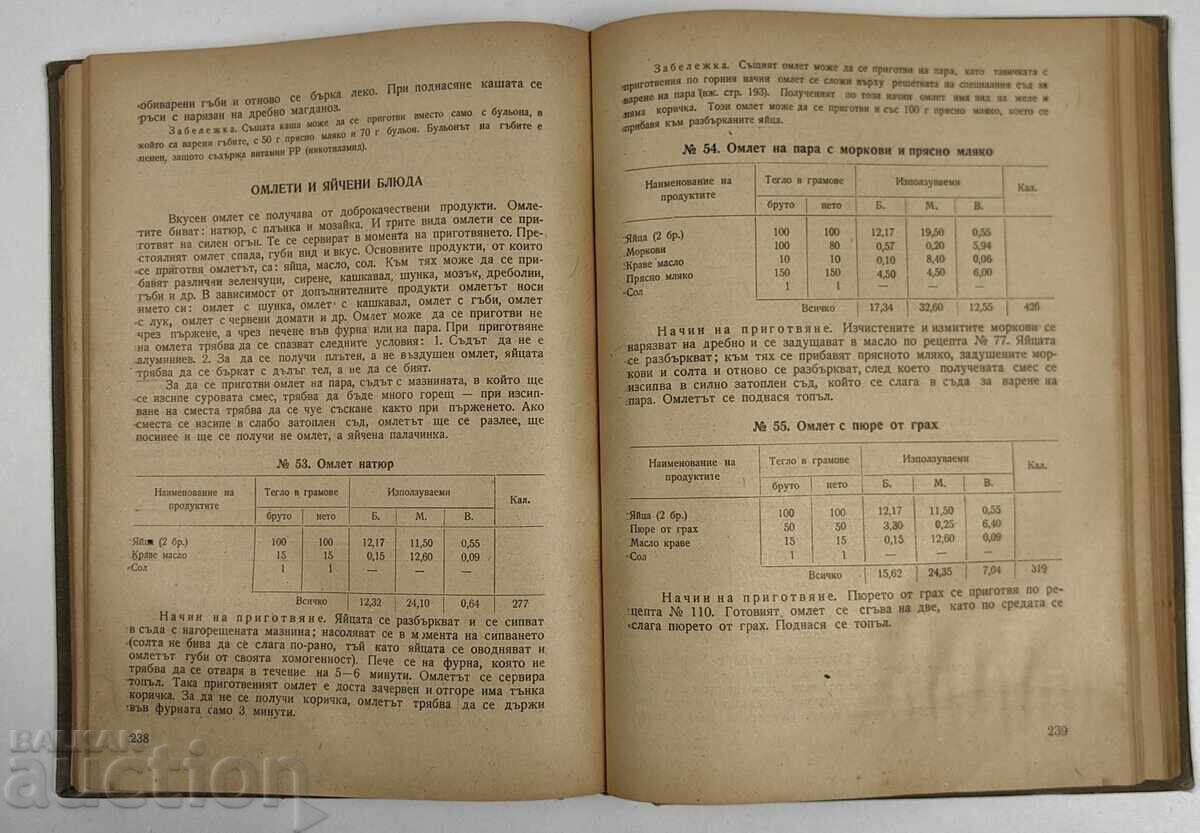 обиварени гъби и отново се бърка леко. При поднасяне кашата се
ръси с нарязан на дребно магданоз.
Забележка. Същата каша може да се приготви вместо само с бульона, в
който са варени гъбите, с 50 г прясно мляко и 70 г бульон. Бульонът на гъбите е
ценен, защото съдържа витамин РР (никотиламид).
ОМЛЕТИ И ЯЙЧЕНИ БЛЮДА
Вкусен омлет се получава от доброкачествени продукти. Омле-
тите биват: натюр, с плънка и мозайка. И трите вида омлети се при-
готвят на силен огън. Те се сервират в момента на приготвянето. Пре-
стоялият омлет спада, губи вид и вкус. Основните продукти, от които
се приготвя омлетът, са: яйца, масло, сол. Към тях може да се при-
бавят различни зеленчуци, сирене, кашкавал, шунка, мозък, дреболии,
гъби и др. В зависимост от допълнителните продукти омлетът носи
името си: омлет с шунка, омлет с кашкавал, омлет с гъби, омлет
с лук, омлет с червени домати и др. Омлет може да се приготви не
чрез пържене, а чрез печене във фурна или на пара. При приготвяне
на омлета трябва да се спазват следните условия: 1. Съдът да не е
алуминиев. 2. За да се получи плътен, а не въздушен омлет, яйцата
трябва да се бъркат с дълъг тел, а не да се бият.
За да се приготви омлет на пара, съдът с мазнината, в който ще
се изсипе суровата смес, трябва да бъде много горещ — при изсип-
ване на сместа трябва да се чуе съскане както при пърженето. Ако
сместа се изсипе в слабо затоплен съд, омлетът ще се разлее, ще
посинее и ще се получи не омлет, а яйчена палачинка.
№ 53. Омлет натюр
Наименование на продуктите Тегло в грамове Използуваеми Кал.
бруто нето Б. М. В.
Яйца (2 бр.) 100 100 12,17 11,50 0,55
Краве масло 15 15 0,15 12,60 0,09
Сол 1 1 — — —
Всичко 12,32 24,10 0,64 277
Начин на приготвяне. Яйцата се разбъркват и се сипват
в съда с нагорещената мазнина; насоляват се в момента на сипването
(солта не бива да се слага по-рано, тъй като яйцата се оводняват и
омлетът губи от своята хомогенност). Пече се на фурна, която не
трябва да се отваря в течение на 5—6 минути. Омлетът се сервира
топъл. Така приготвеният омлет е доста зачервен и отгоре има тънка
коричка. За да не се получи коричка, омлетът трябва да се държи
във фурната само 3 минути.
238
Забележка. Същият омлет може да се приготви на пара, като тавичката с
приготвения по горния начин омлет се сложи върху решетката на специалния съд за
варене на пара (вж. стр. 193). Полученият по този начин омлет има вид на желе и
няма коричка. Този омлет може да се приготви и със 100 г прясно мляко, което се
прибавя към разбърканите яйца.
№ 54. Омлет на пара с моркови и прясно мляко
Наименование на продуктите Тегло в грамове Използуваеми Кал.
бруто нето Б. М. В.
Яйца (2 бр.) 100 100 12,17 19,50 0,55
Моркови 100 80 0,57 0,20 5,94
Краве масло 10 10 0,10 8,40 0,06
Прясно мляко 150 150 4,50 4,50 6,00
Сол 1 1 — — —
Всичко 17,34 32,60 12,55 426
Начин на приготвяне. Изчистените и измитите моркови се
нарязват на дребно и се задушават в масло по рецепта № 77. Яйцата
се разбъркват; към тях се прибавят прясното мляко, задушените мор-
кови и солта и отново се разбъркват, след което получената смес се
изсипва в силно затоплен съд, който се слага в съда за варене на
пара. Омлетът се поднася топъл.
№ 55. Омлет с пюре от грах
Наименование на продуктите Тегло в грамове Използуваеми Кал.
бруто нето Б. М. В.
Яйца (2 бр.) 100 100 12,17 11,50 0,55
Пюре от грах 50 50 3,30 0,25 6,40
Масло краве 15 15 0,15 12,60 0,09
Сол 1 1 — — —
Всичко 15,62 24,35 7,04 319
Начин на приготвяне. Пюрето от грах се приготвя по ре-
цепта № 110. Готовият омлет се сгъва на две, като по средата се
слага пюрето от грах. Поднася се топъл.
239
BALKAN
auction